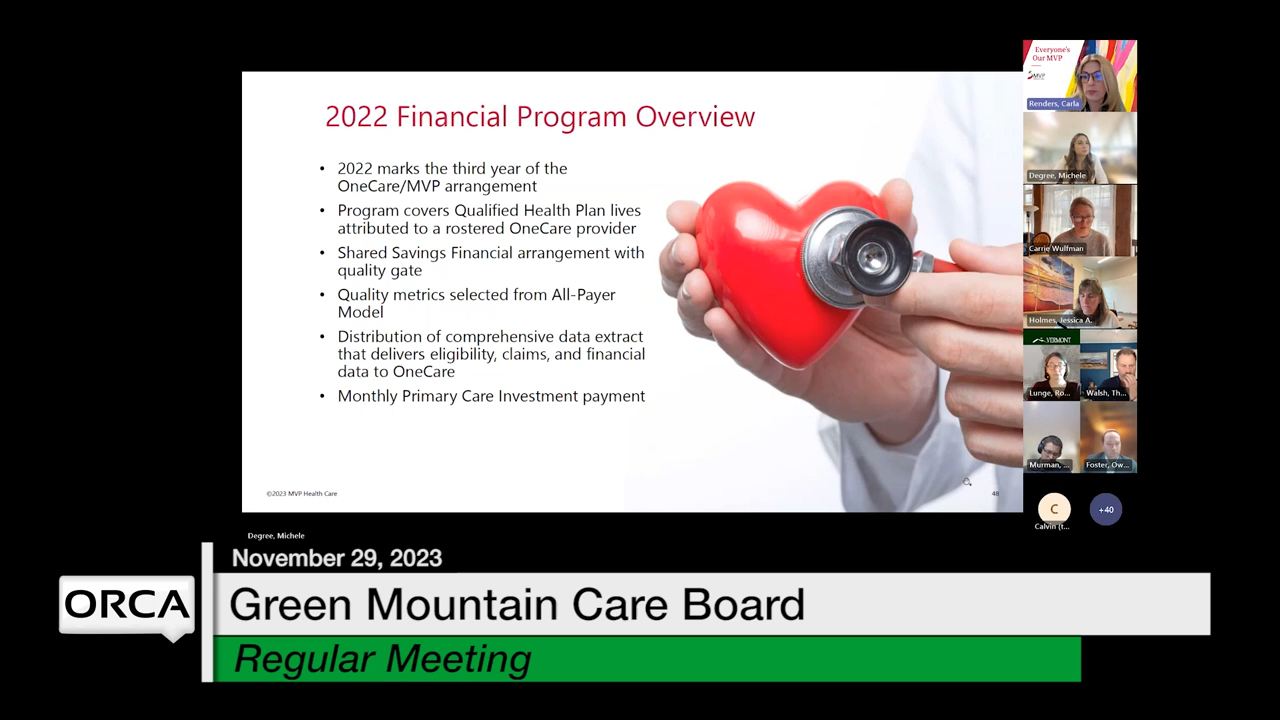 2022 Financial Program Overview
• 2022 marks the third year of the
OneCare/MVP arrangement
• Program covers Qualified Health Plan lives
attributed to a rostered OneCare provider
• Shared Savings Financial arrangement with
quality gate
• Quality metrics selected from All-Payer
Model
• Distribution of comprehensive data extract
that delivers eligibility, claims, and financial
data to OneCare
• Monthly Primary Care Investment payment
©2023 MVP Health Care
48
Everyone's
Our MVP
MVP
Renders, Carla
Degree, Michele
Carrie Wulfman
Holmes, Jessica A.
VERMONT
Lunge, Ro...
Walsh, Th...
Murman, ...
Foster, Ow...
C
+40
Calvin (t...
Degree, Michele
November 29, 2023
ORCA
Green Mountain Care Board
Regular Meeting